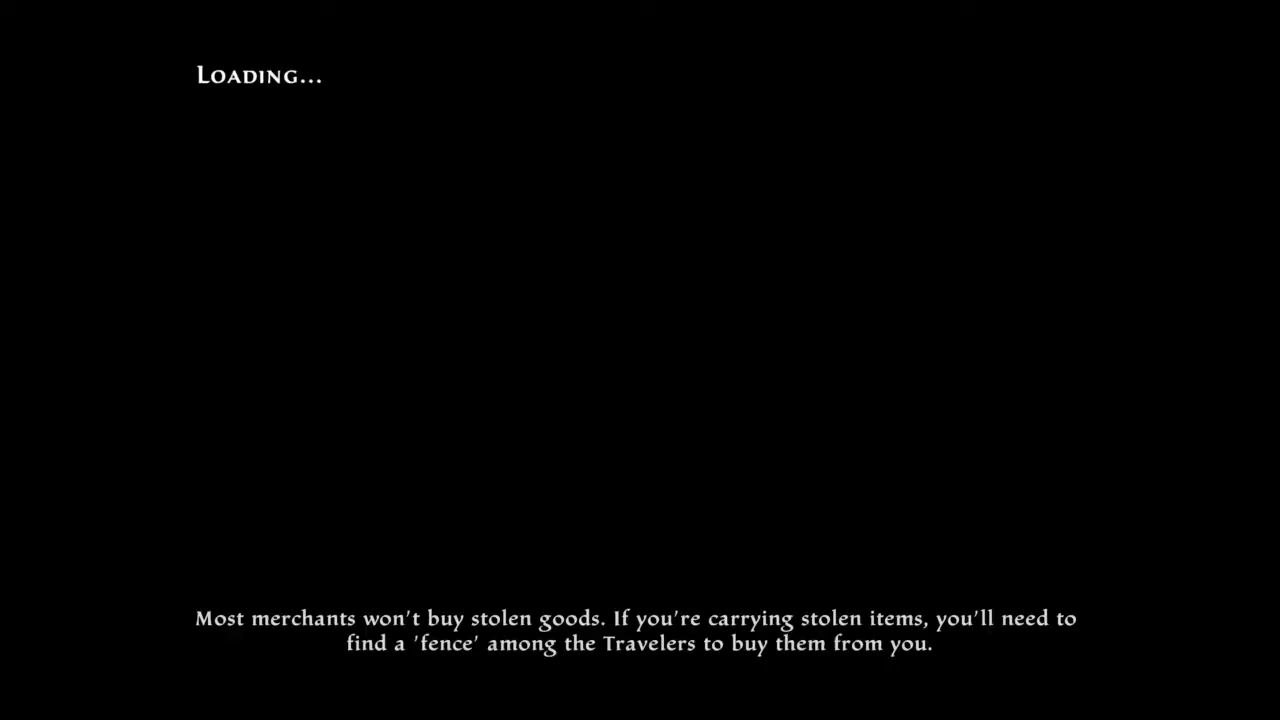 Loading...
Most merchants won't buy stolen goods. If you're carrying stolen items, you'll need to
find a 'fence' among the Travelers to buy them from you.